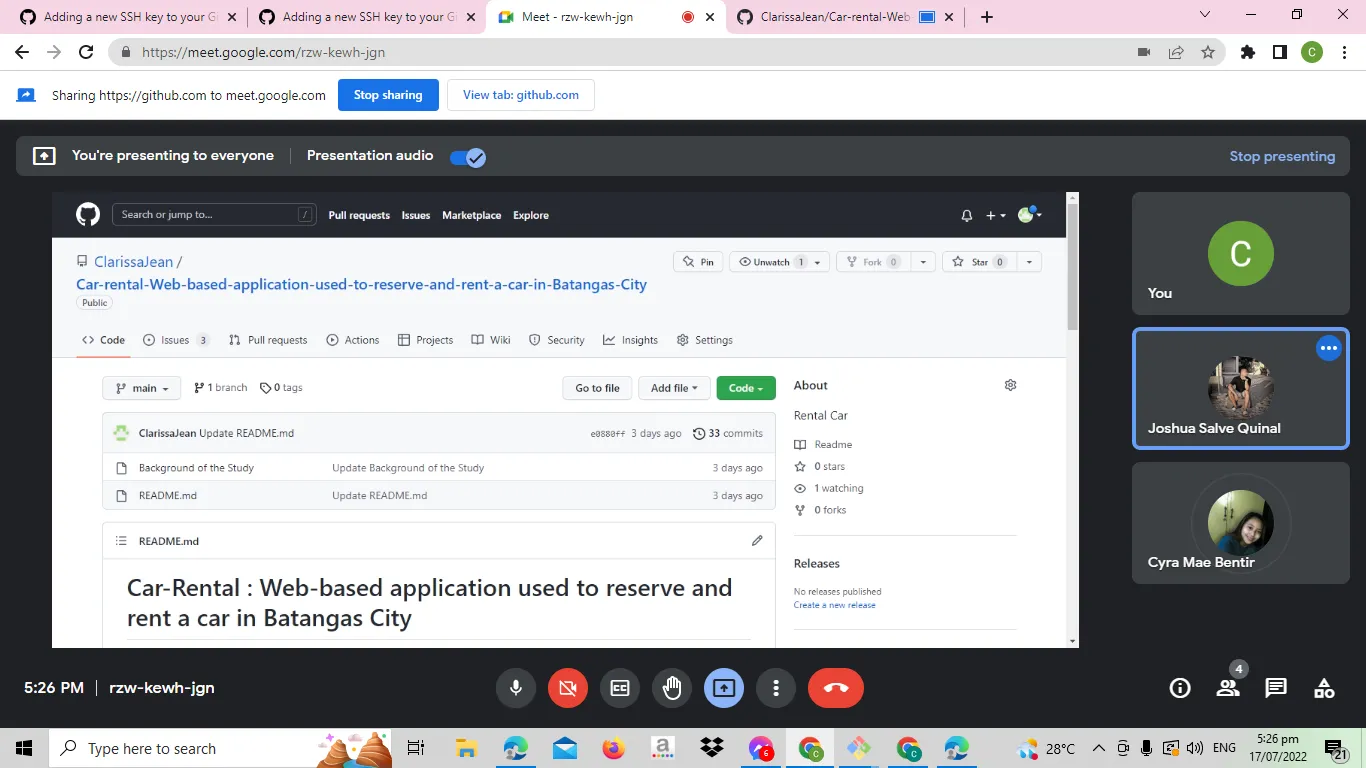 Adding a new SSH key to your Gi
Adding a new SSH key to your Gi
Meet - rzw-kewh-jgn
ClarissaJean/Car-rental-Web-
https://meet.google.com/rzw-kewh-jgn
C
Sharing https://github.com to meet.google.com
Stop sharing
View tab: github.com
You're presenting to everyone
Presentation audio
Stop presenting
Search or jump to...
/
Pull requests
Issues
Marketplace
Explore
ClarissaJean /
Car-rental-Web-based-application-used-to-reserve-and-rent-a-car-in-Batangas-City
Public
Pin
Unwatch 1
Fork 0
Star 0
Code
Issues 3
Pull requests
Actions
Projects
Wiki
Security
Insights
Settings
main
1 branch
0 tags
Go to file
Add file
Code
ClarissaJean Update README.md
e0880ff 3 days ago
33 commits
Background of the Study
Update Background of the Study
3 days ago
README.md
Update README.md
3 days ago
README.md
Car-Rental : Web-based application used to reserve and
rent a car in Batangas City
About
Rental Car
Readme
0 stars
1 watching
0 forks
Releases
No releases published
Create a new release
C
You
Joshua Salve Quinal
Cyra Mae Bentir
5:26 PM | rzw-kewh-jgn
4
Type here to search
a
6
C
C
28°C
ENG
5:26 pm
17/07/2022
21